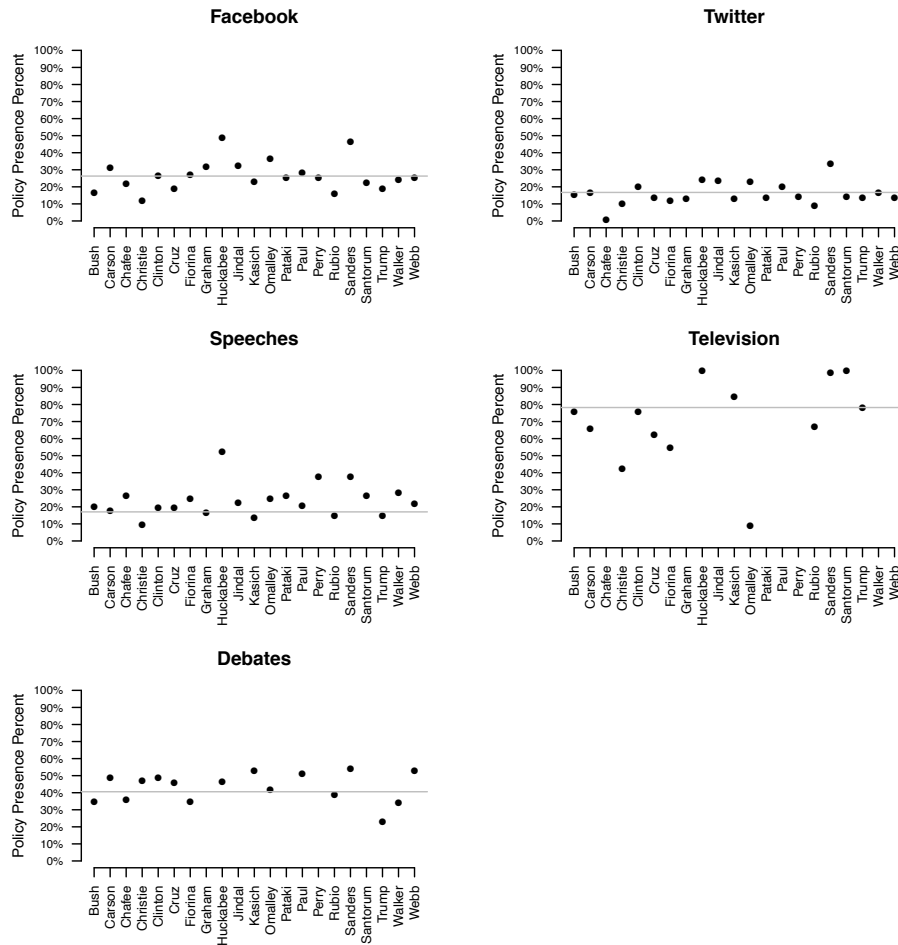 Facebook
Policy Presence Percent
100%
90%
80%
70%
60%
50%
40%
30%
20%
10%
0%
Bush
Carson
Chafee
Christie
Clinton
Cruz
Fiorina
Graham
Huckabee
Jindal
Kasich
Omalley
Pataki
Paul
Perry
Rubio
Sanders
Santorum
Trump
Walker
Webb
Twitter
Policy Presence Percent
100%
90%
80%
70%
60%
50%
40%
30%
20%
10%
0%
Bush
Carson
Chafee
Christie
Clinton
Cruz
Fiorina
Graham
Huckabee
Jindal
Kasich
Omalley
Pataki
Paul
Perry
Rubio
Sanders
Santorum
Trump
Walker
Webb
Speeches
Policy Presence Percent
100%
90%
80%
70%
60%
50%
40%
30%
20%
10%
0%
Bush
Carson
Chafee
Christie
Clinton
Cruz
Fiorina
Graham
Huckabee
Jindal
Kasich
Omalley
Pataki
Paul
Perry
Rubio
Sanders
Santorum
Trump
Walker
Webb
Television
Policy Presence Percent
100%
90%
80%
70%
60%
50%
40%
30%
20%
10%
0%
Bush
Carson
Chafee
Christie
Clinton
Cruz
Fiorina
Graham
Huckabee
Jindal
Kasich
Omalley
Pataki
Paul
Perry
Rubio
Sanders
Santorum
Trump
Walker
Webb
Debates
Policy Presence Percent
100%
90%
80%
70%
60%
50%
40%
30%
20%
10%
0%
Bush
Carson
Chafee
Christie
Clinton
Cruz
Fiorina
Graham
Huckabee
Jindal
Kasich
Omalley
Pataki
Paul
Perry
Rubio
Sanders
Santorum
Trump
Walker
Webb